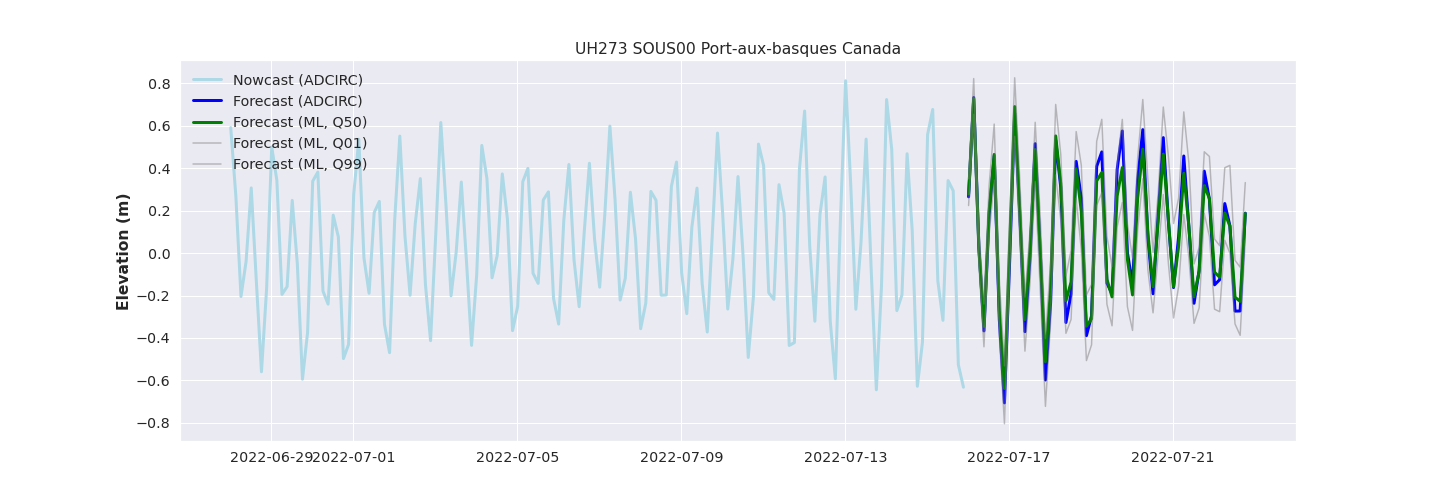 UH273 SOUS00 Port-aux-basques Canada
Nowcast (ADCIRC)
Forecast (ADCIRC)
Forecast (ML, Q50)
Forecast (ML, Q01)
Forecast (ML, Q99)
Elevation (m)
0.8
0.6
0.4
0.2
0.0
−0.2
−0.4
−0.6
−0.8
2022-06-29 2022-07-01 2022-07-05 2022-07-09 2022-07-13 2022-07-17 2022-07-21